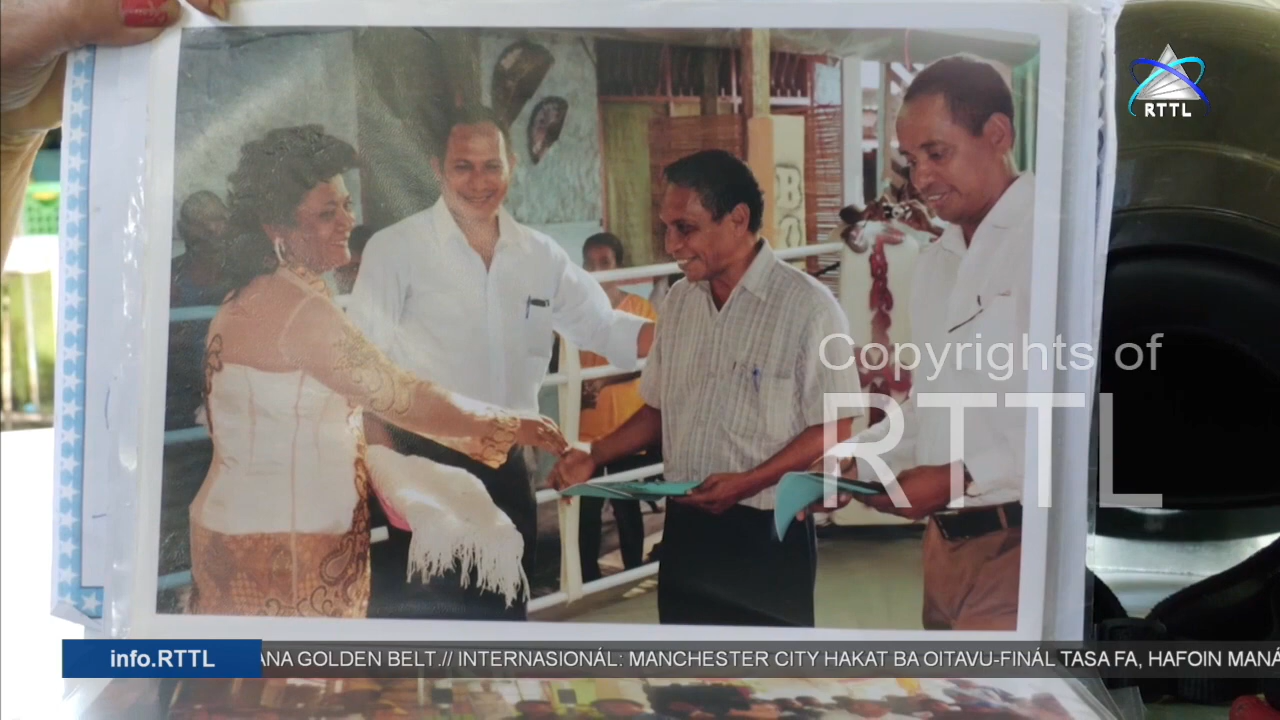 RTTL
BO
Copyrights of
RTTL
info.RTTL
ANA GOLDEN BELT.// INTERNASIONÁL: MANCHESTER CITY HAKAT BA OITAVU-FINÁL TASA FA, HAFOIN MANÁ